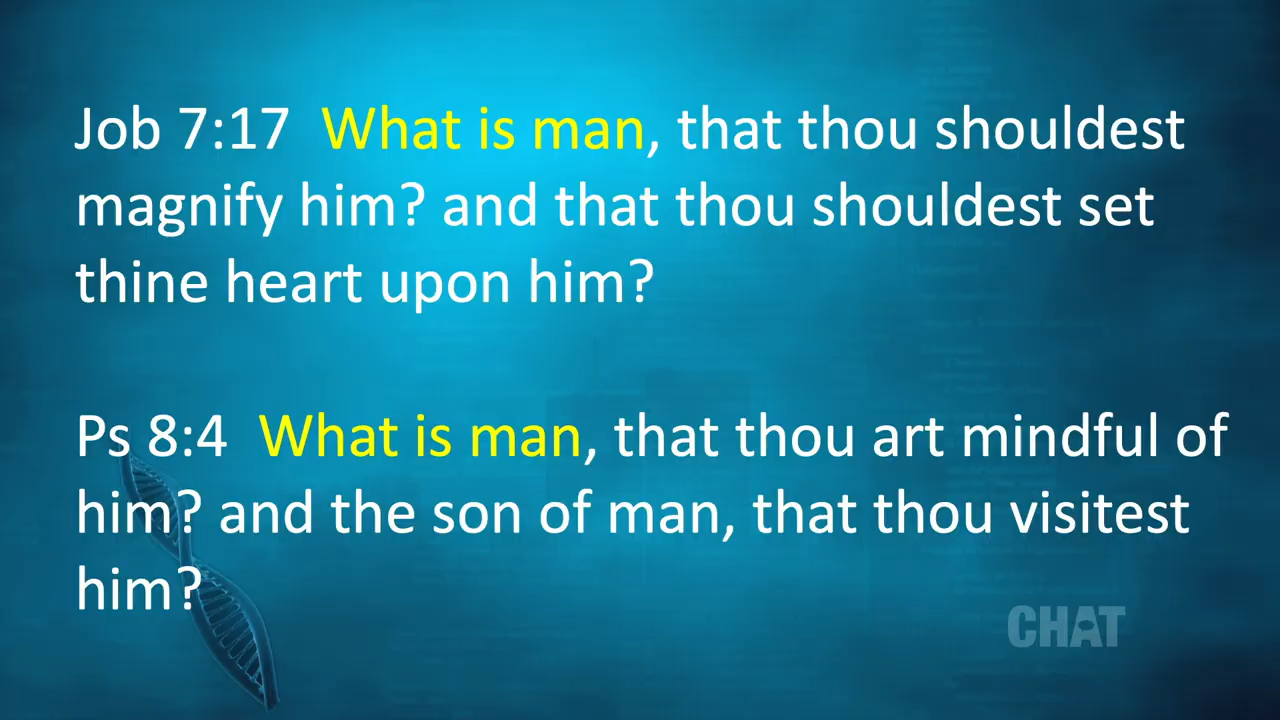 Job 7:17 What is man, that thou shouldest
magnify him? and that thou shouldest set
thine heart upon him?
Ps 8:4 What is man, that thou art mindful of
him? and the son of man, that thou visitest
him?
CHAT